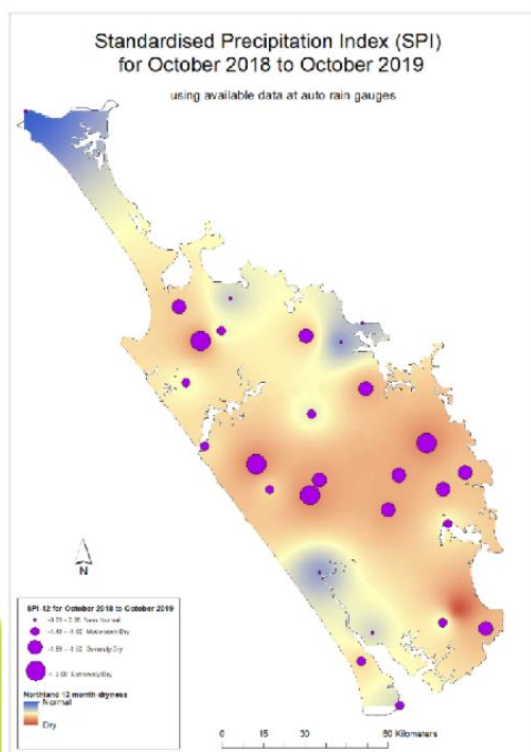 Standardised Precipitation Index (SPI)
for October 2018 to October 2019
using available data at auto rain gauges
N
SPI-12 for October 2018 to October 2019
Near Normal
Moderately Dry
Severely Dry
Extremely Dry
Northland 12 month dryness
Normal
Dry
0 15 30 60 Kilometers